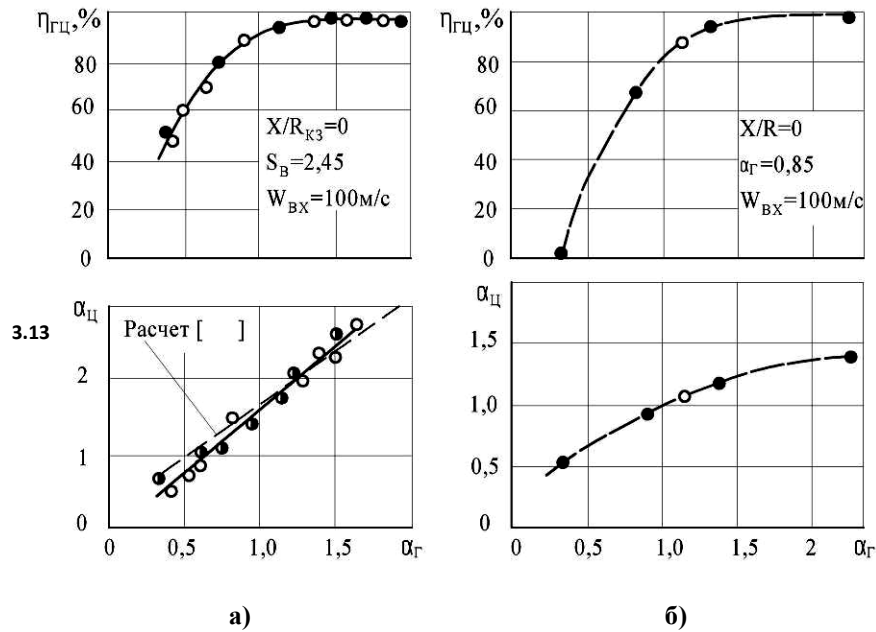 η_ГЦ,%
80
60
40
20
0
X/R_КЗ=0
S_В=2,45
W_ВХ=100м/с
η_ГЦ,%
80
60
40
20
0
X/R=0
α_Г=0,85
W_ВХ=100м/с
3.13
α_Ц
2
1
0
Расчет [ ]
0 0,5 1,0 1,5 α_Г
α_Ц
1,5
1,0
0,5
0
0 0,5 1,0 1,5 2 α_Г
а) б)